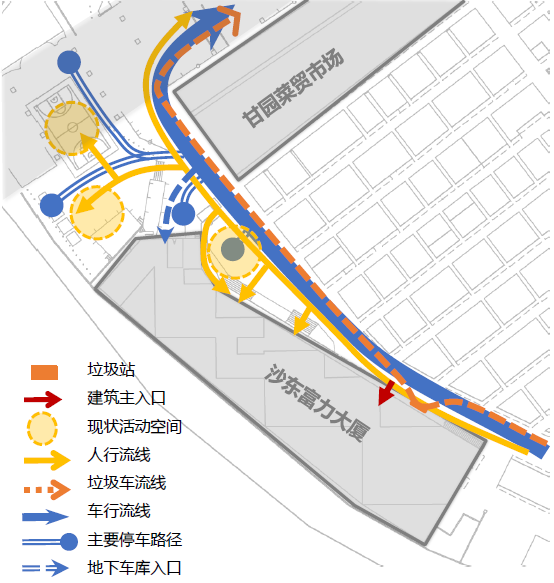 甘园菜贸市场
沙东富力大厦
垃圾站
建筑主入口
现状活动空间
人行流线
垃圾车流线
车行流线
主要停车路径
地下车库入口